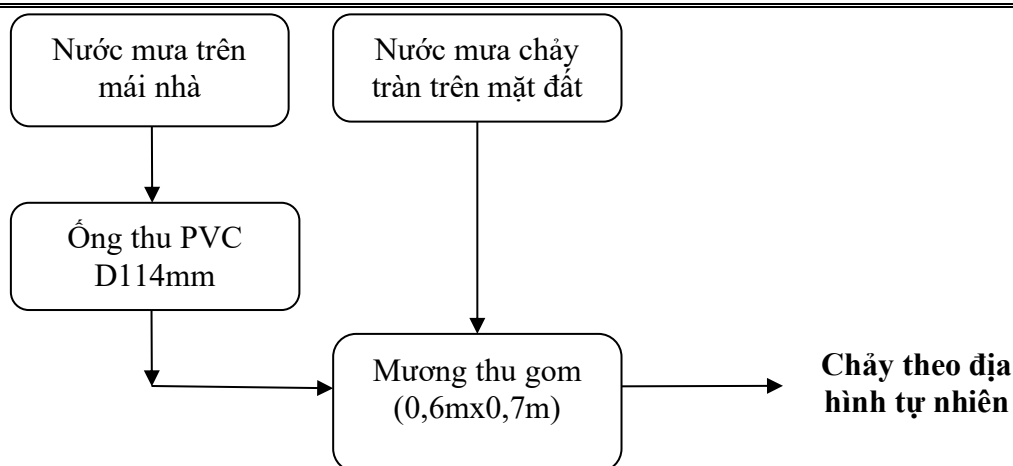 Nước mưa trên
mái nhà
Nước mưa chảy
tràn trên mặt đất
Ống thu PVC
D114mm
Mương thu gom
(0,6mx0,7m)
Chảy theo địa
hình tự nhiên